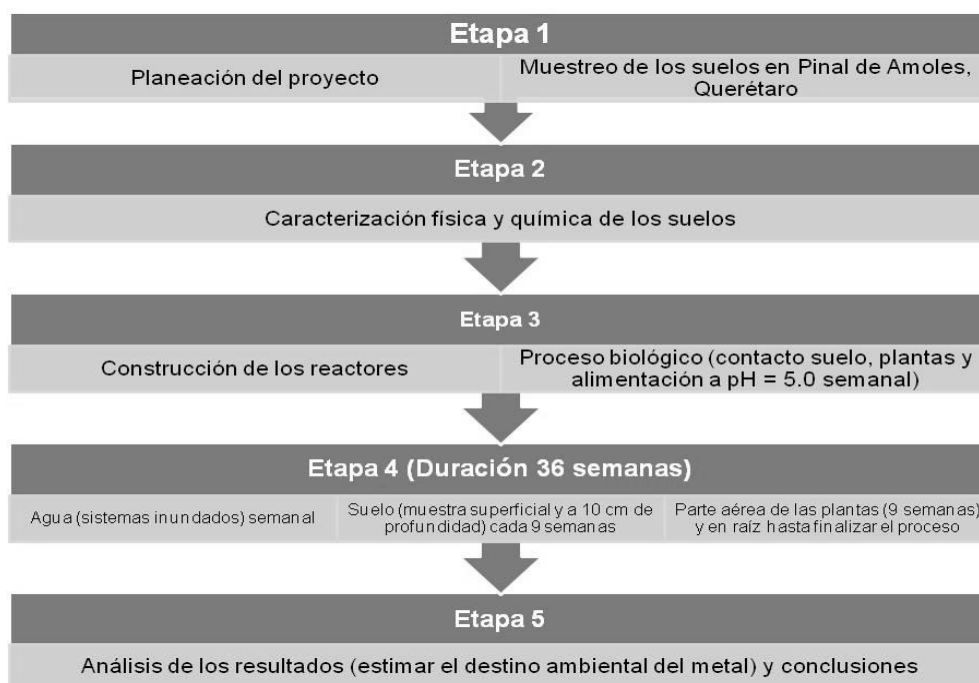 Etapa 1
Planeación del proyecto
Muestreo de los suelos en Pinal de Amoles,
Querétaro
Etapa 2
Caracterización física y química de los suelos
Etapa 3
Construcción de los reactores
Proceso biológico (contacto suelo, plantas y
alimentación a pH = 5.0 semanal)
Etapa 4 (Duración 36 semanas)
Agua (sistemas inundados) semanal
Suelo (muestra superficial y a 10 cm de
profundidad) cada 9 semanas
Parte aérea de las plantas (9 semanas)
y en raíz hasta finalizar el proceso
Etapa 5
Análisis de los resultados (estimar el destino ambiental del metal) y conclusiones